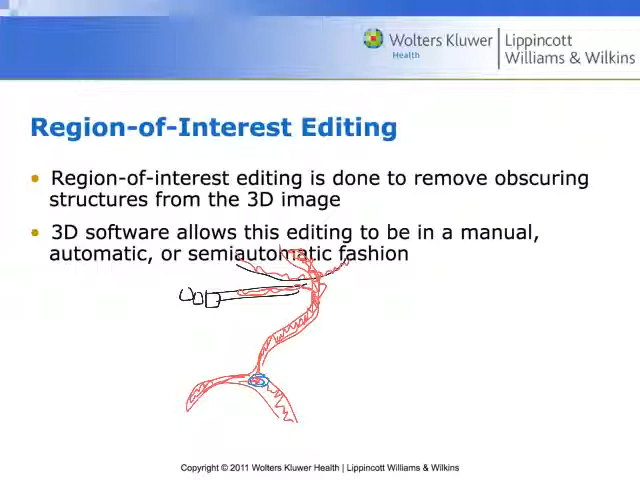 Wolters Kluwer
Health
Lippincott
Williams & Wilkins
Region-of-Interest Editing
• Region-of-interest editing is done to remove obscuring
structures from the 3D image
• 3D software allows this editing to be in a manual,
automatic, or semiautomatic fashion
Copyright © 2011 Wolters Kluwer Health | Lippincott Williams & Wilkins